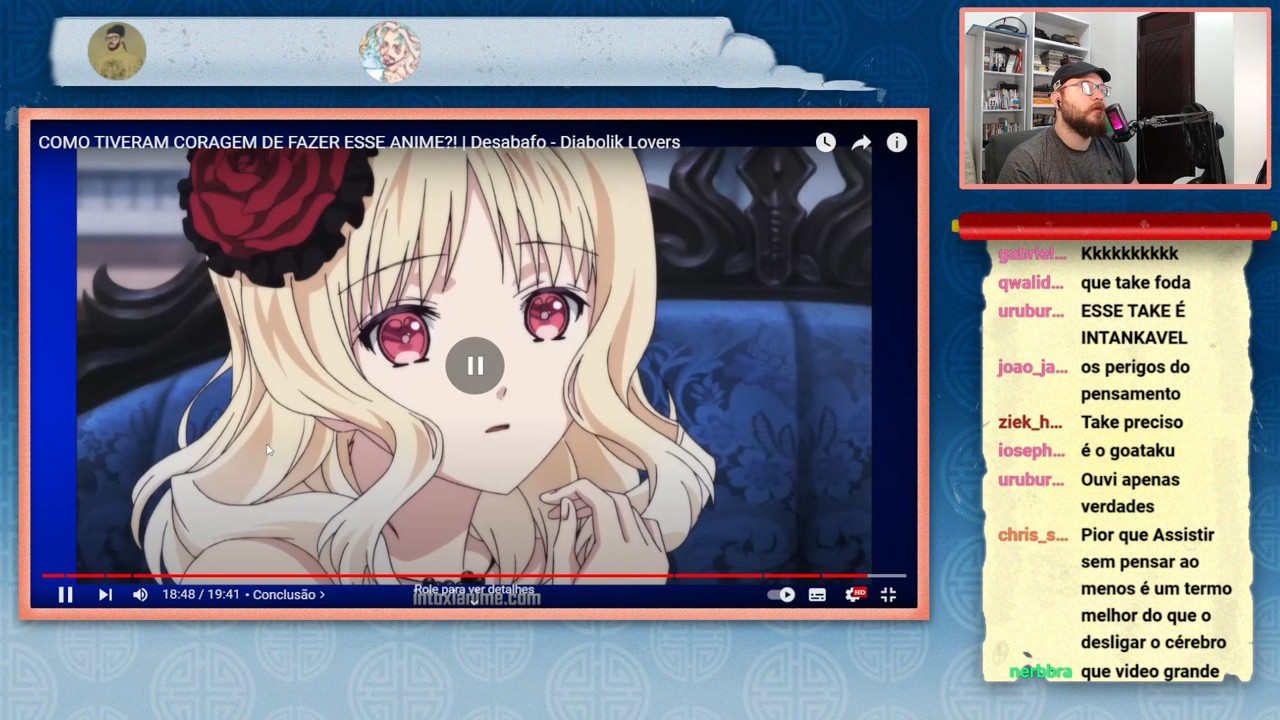 COMO TIVERAM CORAGEM DE FAZER ESSE ANIME?! | Desabafo - Diabolik Lovers
18:48 / 19:41 • Conclusão ›
Role para ver detalhes
intoxianime.com
HD
gabriel... Kkkkkkkkkk
qwalid... que take foda
urubur... ESSE TAKE É
INTANKAVEL
joao_ja... os perigos do
pensamento
ziek_h... Take preciso
ioseph... é o goataku
urubur... Ouvi apenas
verdades
chris_s... Pior que Assistir
sem pensar ao
menos é um termo
melhor do que o
desligar o cérebro
nerbbra que video grande